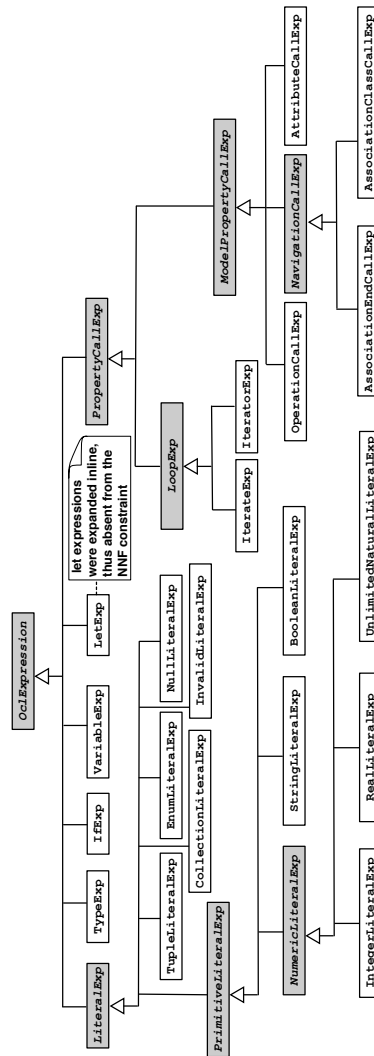 OclExpression
LiteralExp
TypeExp
IfExp
VariableExp
LetExp
let expressions
were expanded inline,
thus absent from the
NNF constraint
PropertyCallExp
TupleLiteralExp
EnumLiteralExp
NullLiteralExp
CollectionLiteralExp
InvalidLiteralExp
LoopExp
ModelPropertyCallExp
PrimitiveLiteralExp
IterateExp
IteratorExp
NumericLiteralExp
StringLiteralExp
BooleanLiteralExp
OperationCallExp
NavigationCallExp
AttributeCallExp
IntegerLiteralExp
RealLiteralExp
UnlimitedNaturalLiteralExp
AssociationEndCallExp
AssociationClassCallExp